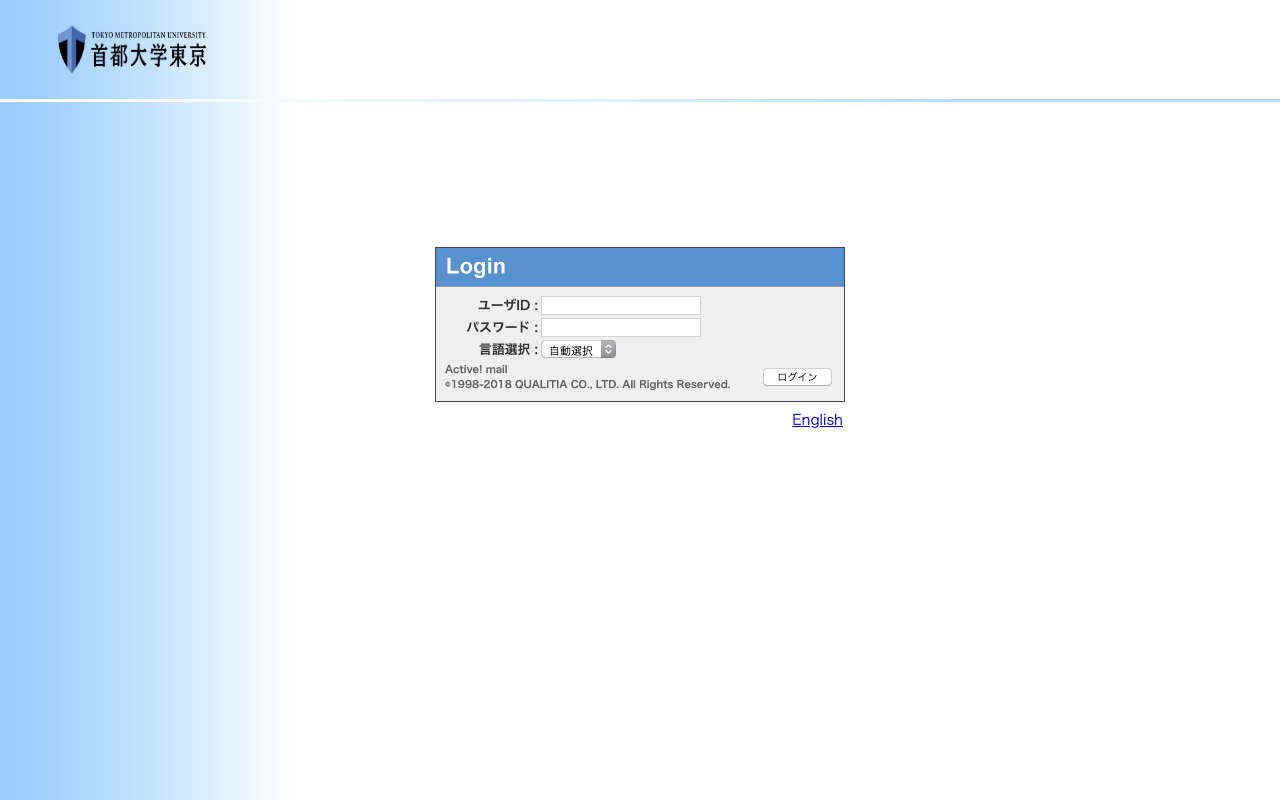 TOKYO METROPOLITAN UNIVERSITY
首都大学東京
Login
ユーザID :
パスワード :
言語選択 : 自動選択
Active! mail
©1998-2018 QUALITIA CO., LTD. All Rights Reserved.
ログイン
English